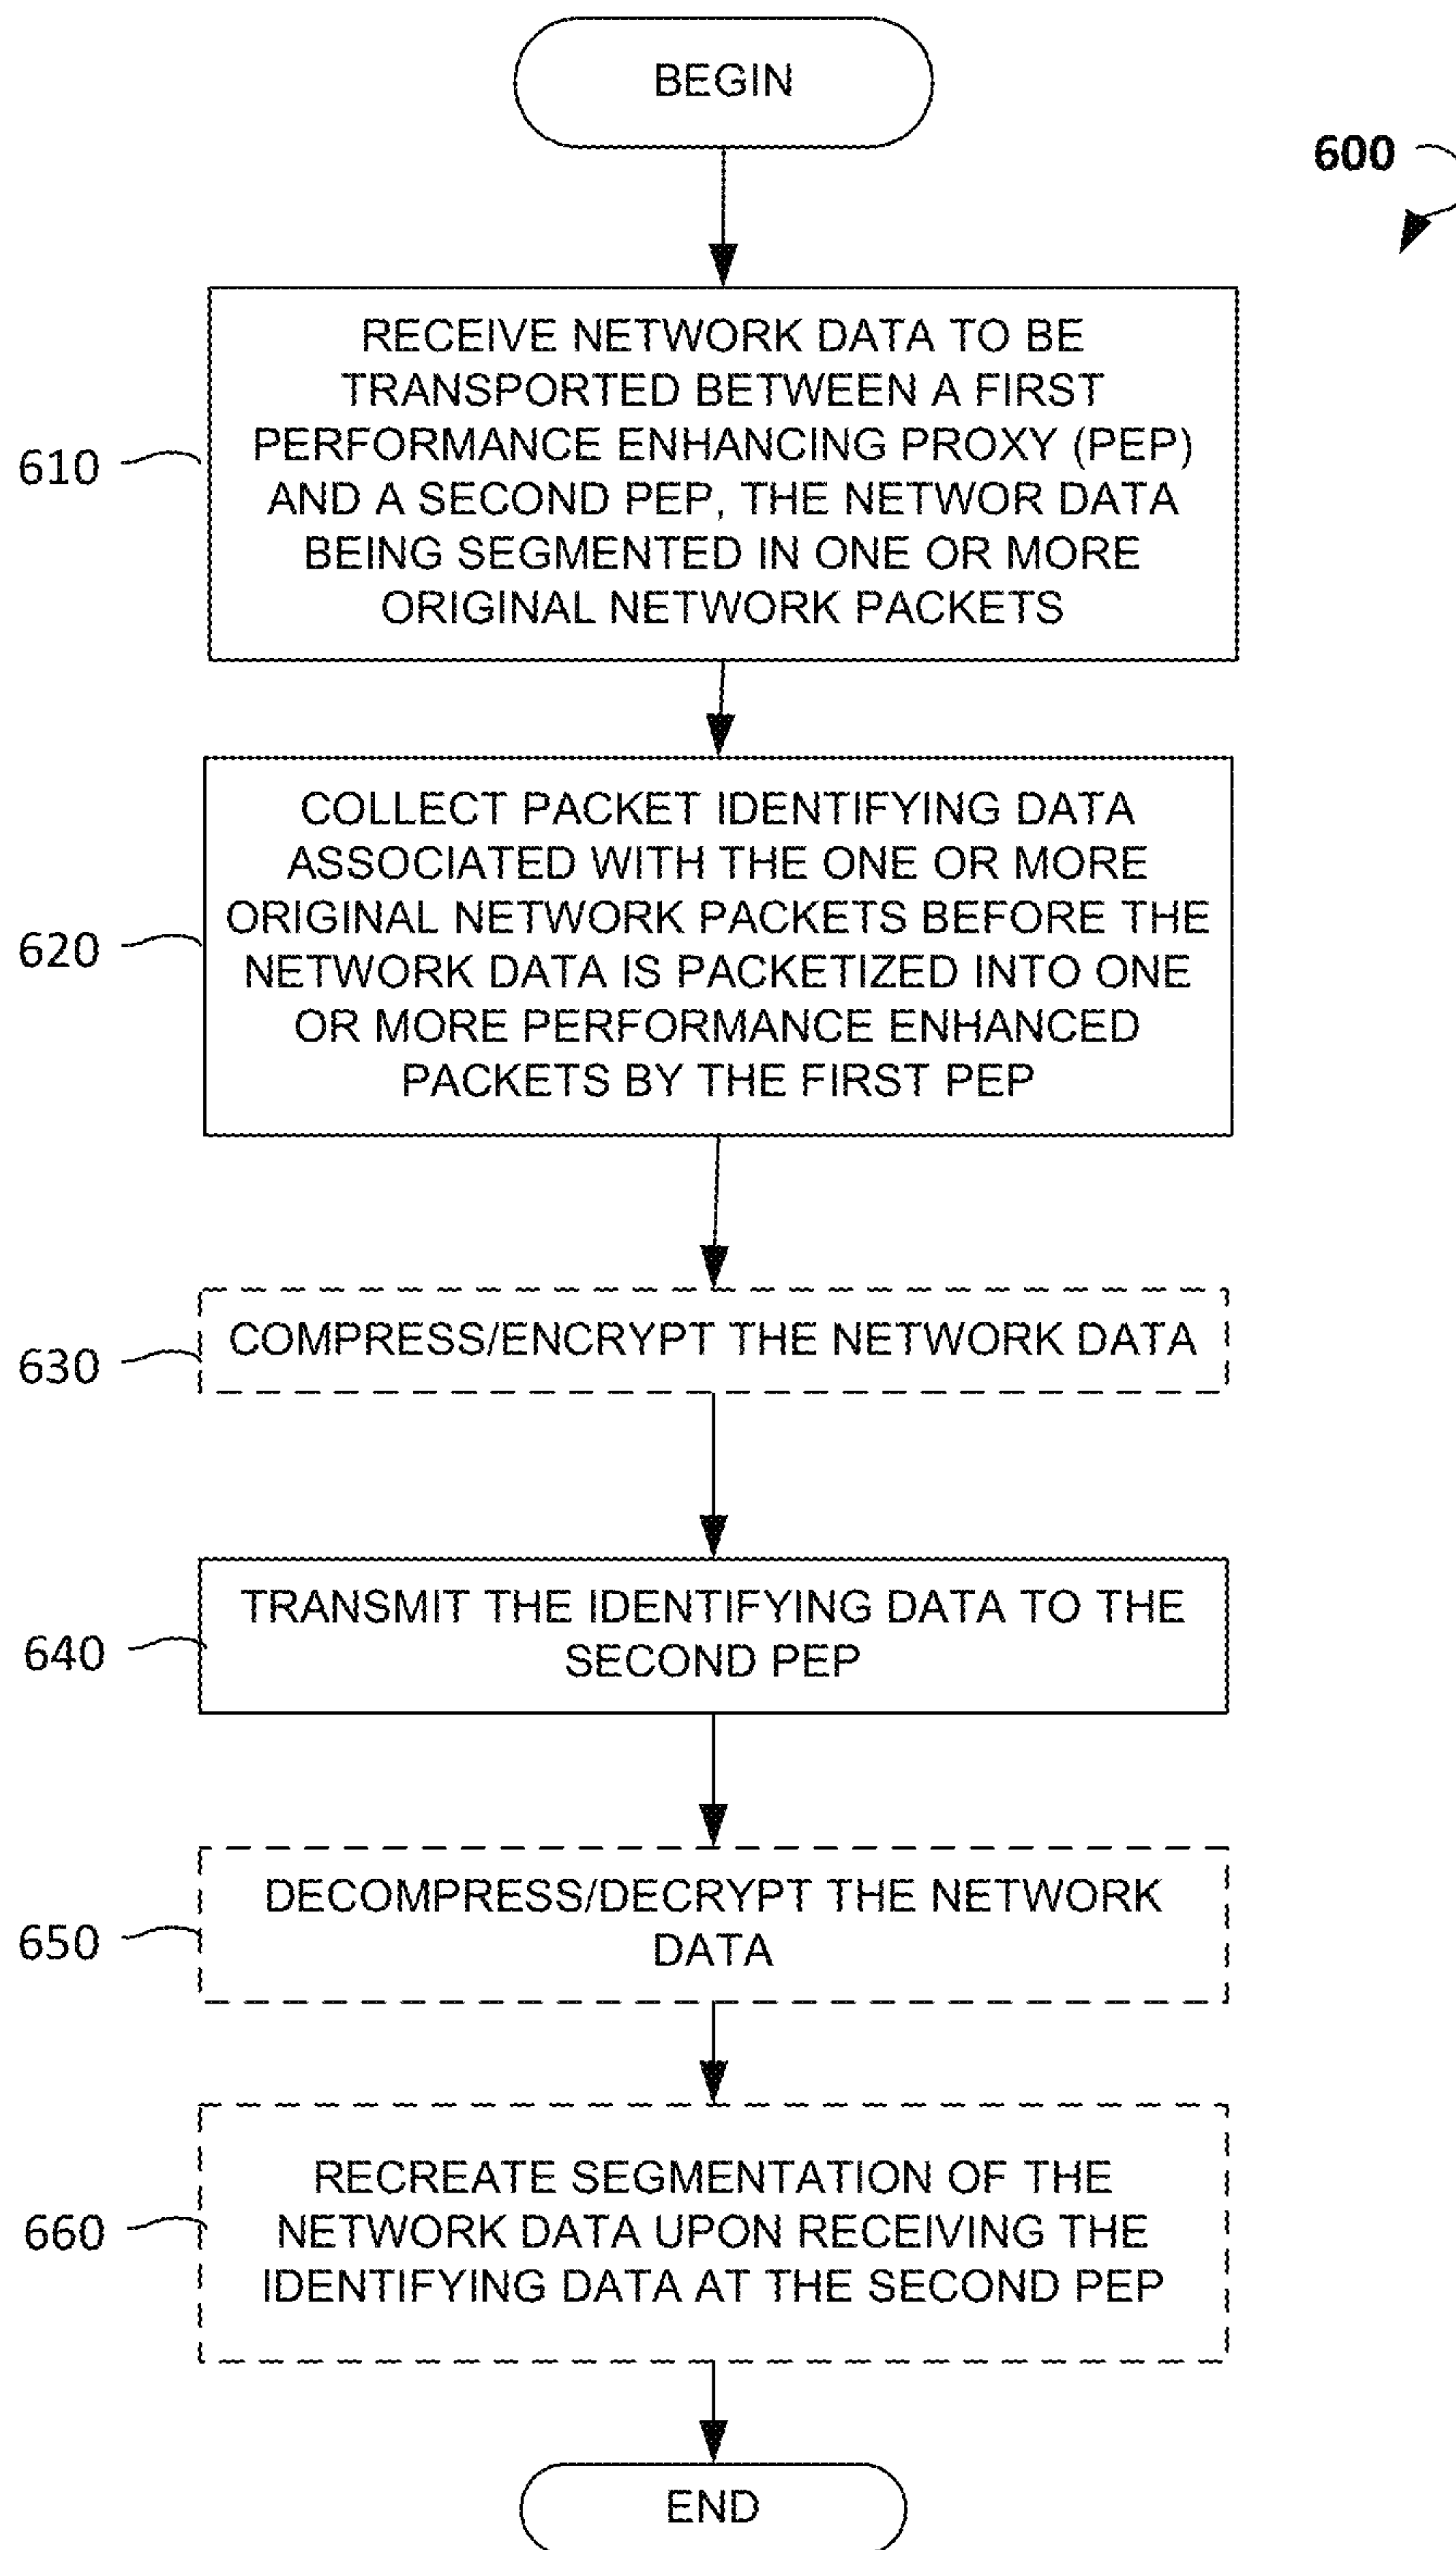 BEGIN
600
RECEIVE NETWORK DATA TO BE
TRANSPORTED BETWEEN A FIRST
PERFORMANCE ENHANCING PROXY (PEP)
AND A SECOND PEP, THE NETWOR DATA
BEING SEGMENTED IN ONE OR MORE
ORIGINAL NETWORK PACKETS
610
COLLECT PACKET IDENTIFYING DATA
ASSOCIATED WITH THE ONE OR MORE
ORIGINAL NETWORK PACKETS BEFORE THE
NETWORK DATA IS PACKETIZED INTO ONE
OR MORE PERFORMANCE ENHANCED
PACKETS BY THE FIRST PEP
620
COMPRESS/ENCRYPT THE NETWORK DATA
630
TRANSMIT THE IDENTIFYING DATA TO THE
SECOND PEP
640
DECOMPRESS/DECRYPT THE NETWORK
DATA
650
RECREATE SEGMENTATION OF THE
NETWORK DATA UPON RECEIVING THE
IDENTIFYING DATA AT THE SECOND PEP
660
END